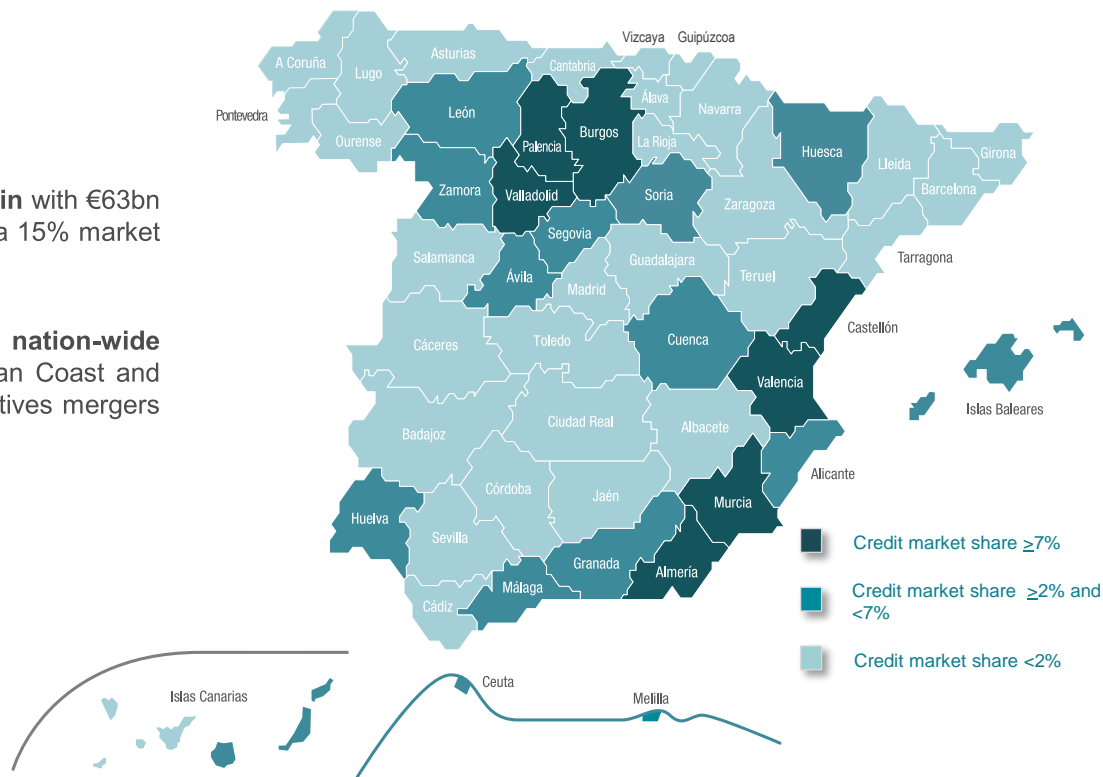 in with €63bn
a 15% market
nation-wide
an Coast and
tives mergers
Vizcaya
Guipúzcoa
A Coruña
Lugo
Asturias
Cantabria
Álava
Navarra
Pontevedra
Ourense
León
Palencia
Burgos
La Rioja
Huesca
Lleida
Girona
Barcelona
Zamora
Valladolid
Soria
Zaragoza
Segovia
Salamanca
Ávila
Guadalajara
Teruel
Tarragona
Madrid
Castellón
Cáceres
Toledo
Cuenca
Valencia
Islas Baleares
Badajoz
Ciudad Real
Albacete
Alicante
Córdoba
Jaén
Murcia
Huelva
Sevilla
Granada
Almería
Málaga
Cádiz
Credit market share ≥7%
Credit market share ≥2% and
<7%
Credit market share <2%
Islas Canarias
Ceuta
Melilla